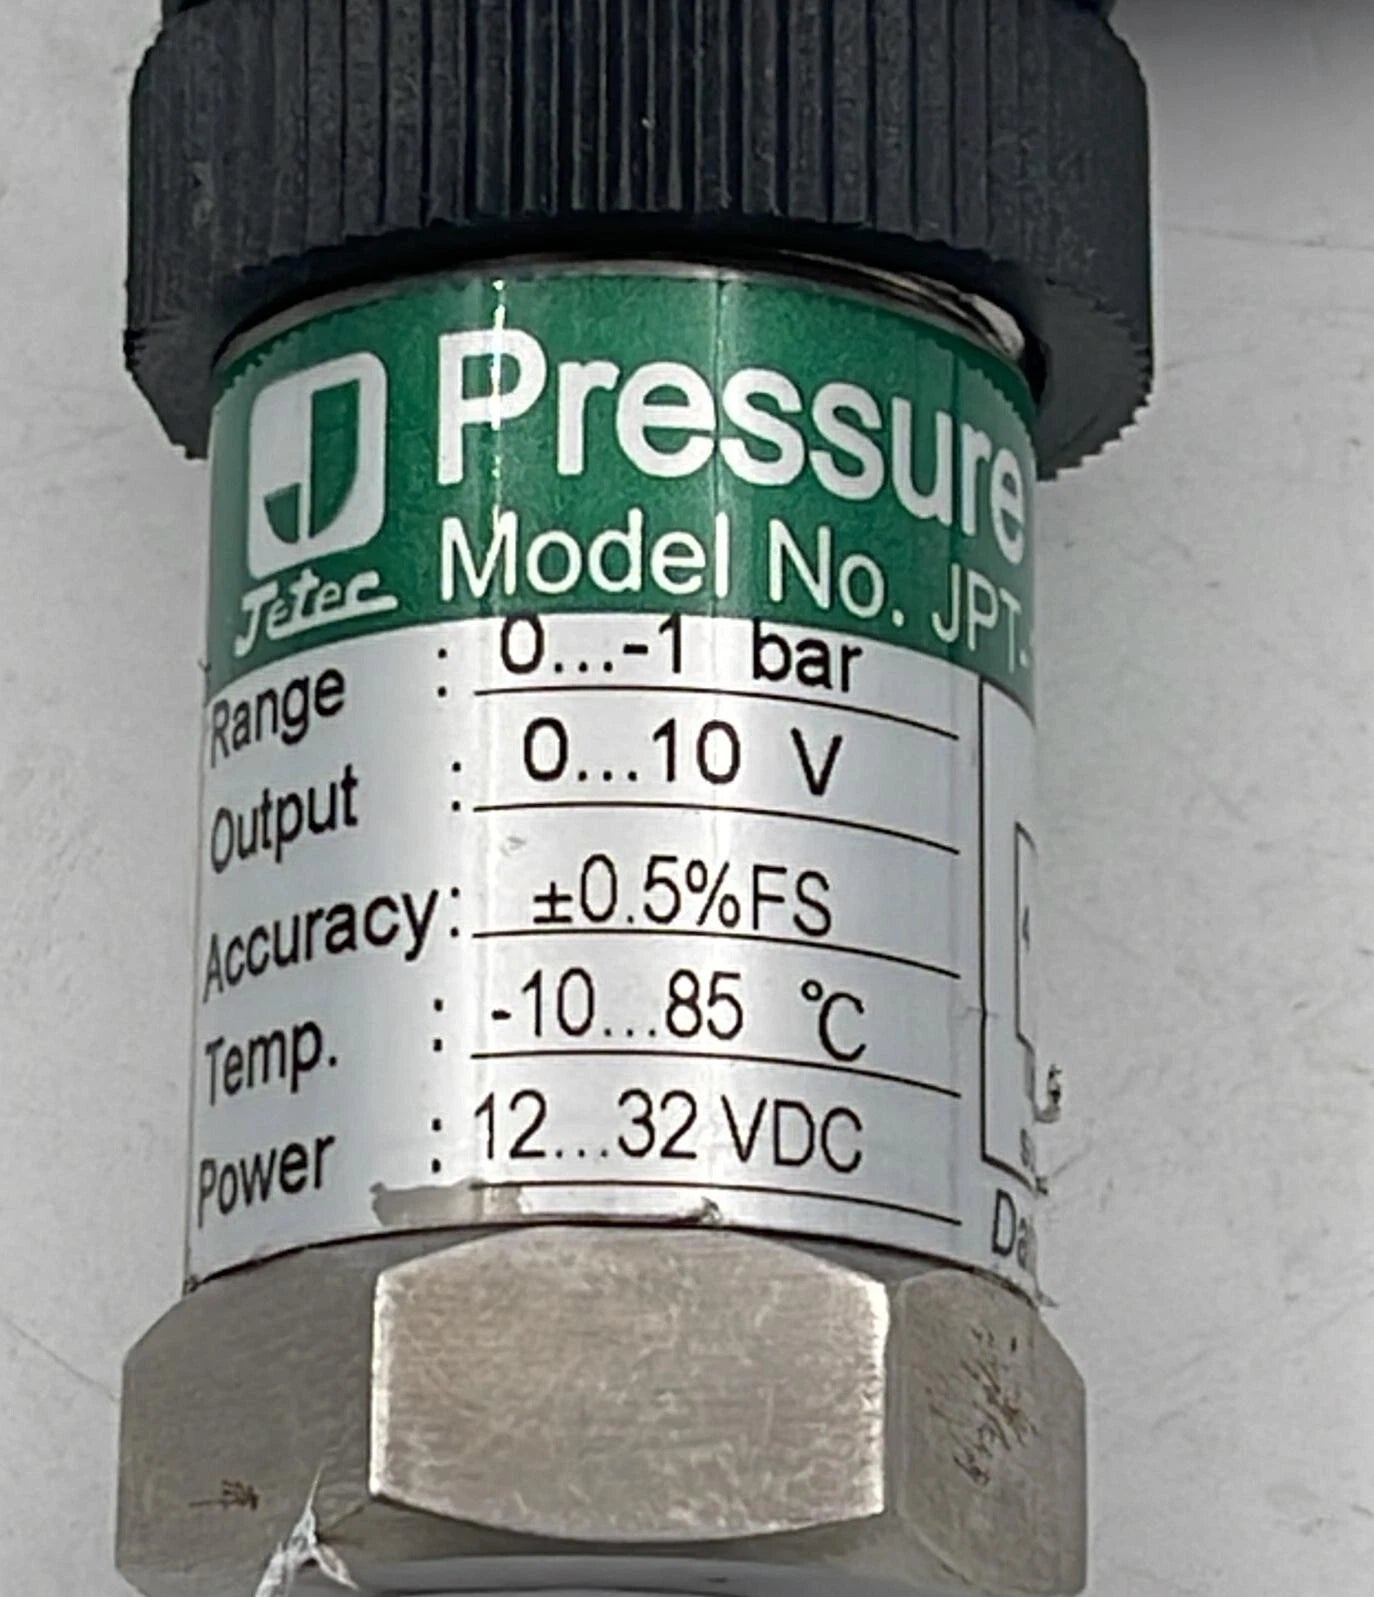 Pressure
Jetec Model No. JPT-
Range : 0...-1 bar
Output : 0...10 V
Accuracy: ±0.5%FS
Temp. : -10...85 °C
Power : 12...32 VDC